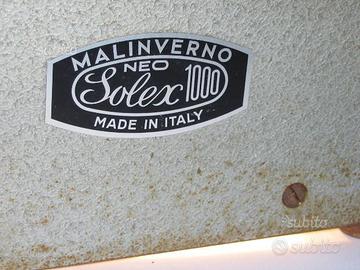 MALINVERNO
NEO
Solex 1000
MADE IN ITALY
subito
subito